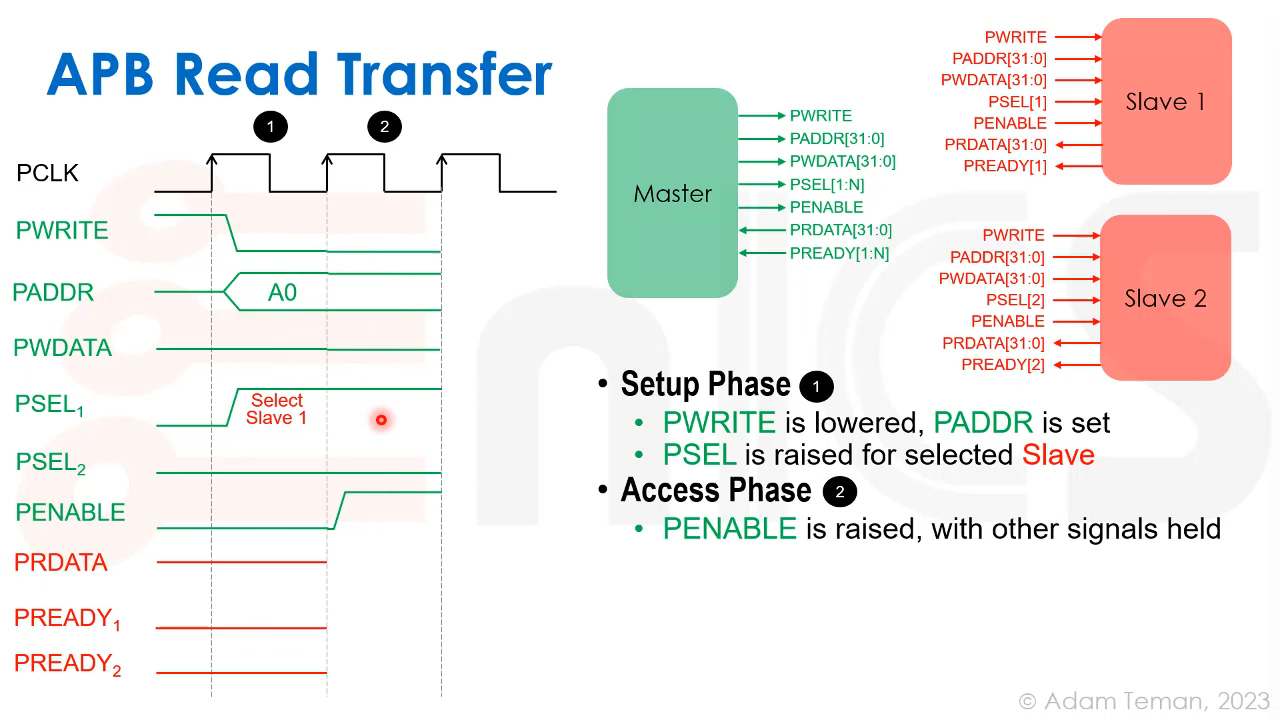 APB Read Transfer
1
2
PCLK
PWRITE
PADDR
A0
PWDATA
PSEL1
Select
Slave 1
PSEL2
PENABLE
PRDATA
PREADY1
PREADY2
Master
PWRITE
PADDR[31:0]
PWDATA[31:0]
PSEL[1:N]
PENABLE
PRDATA[31:0]
PREADY[1:N]
PWRITE
PADDR[31:0]
PWDATA[31:0]
PSEL[1]
PENABLE
PRDATA[31:0]
PREADY[1]
Slave 1
PWRITE
PADDR[31:0]
PWDATA[31:0]
PSEL[2]
PENABLE
PRDATA[31:0]
PREADY[2]
Slave 2
• Setup Phase 1
• PWRITE is lowered, PADDR is set
• PSEL is raised for selected Slave
• Access Phase 2
• PENABLE is raised, with other signals held
© Adam Teman, 2023